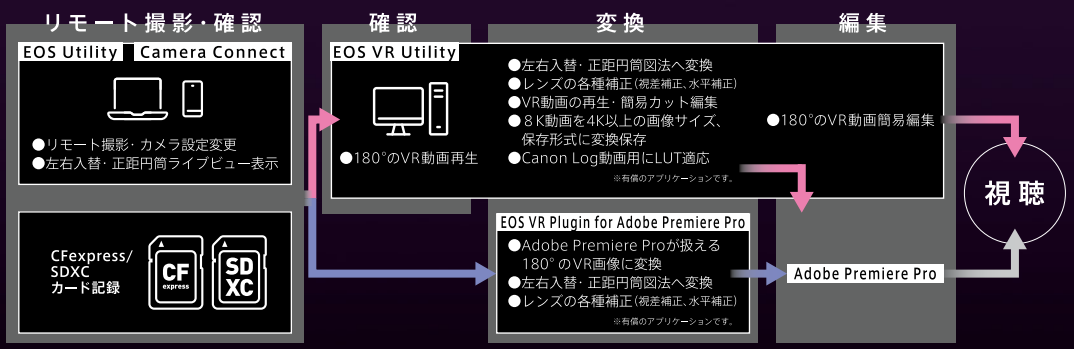 リモート撮影・確認
EOS Utility
Camera Connect
●リモート撮影・カメラ設定変更
●左右入替・正距円筒ライブビュー表示
CFexpress/
SDXC
カード記録
CF
express
SD
XC
確認
EOS VR Utility
●180°のVR動画再生
変換
●左右入替・正距円筒図法へ変換
●レンズの各種補正(視差補正、水平補正)
●VR動画の再生・簡易カット編集
●8K動画を4K以上の画像サイズ、
保存形式に変換保存
●Canon Log動画用にLUT適応
※有償のアプリケーションです。
EOS VR Plugin for Adobe Premiere Pro
●Adobe Premiere Proが扱える
180°のVR画像に変換
●左右入替・正距円筒図法へ変換
●レンズの各種補正(視差補正、水平補正)
※有償のアプリケーションです。
編集
●180°のVR動画簡易編集
Adobe Premiere Pro
視聴